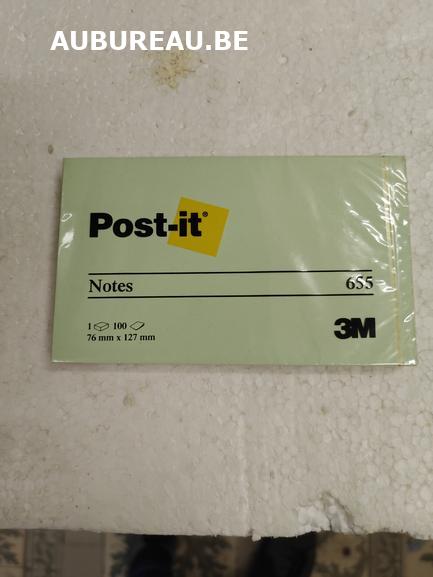 AUBUREAU.BE
Post-it®
Notes 655
1 100
76 mm x 127 mm
3M